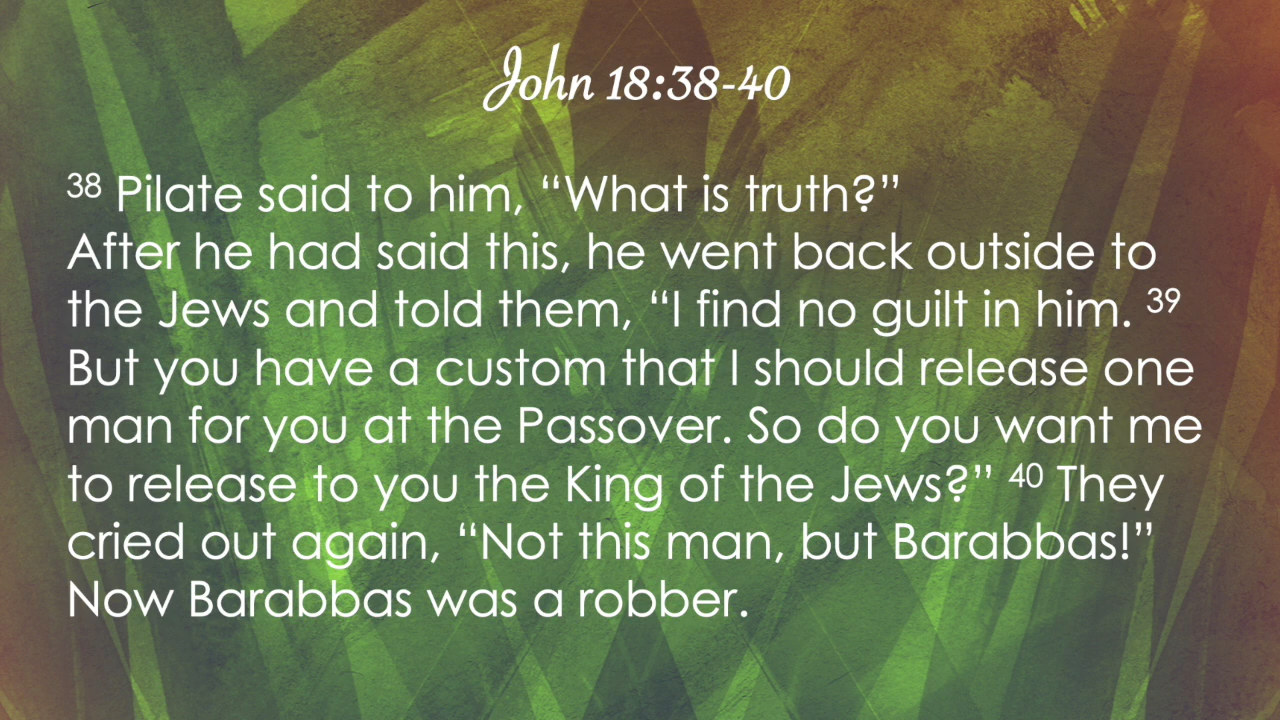 John 18:38-40
38 Pilate said to him, “What is truth?”
After he had said this, he went back outside to
the Jews and told them, “I find no guilt in him. 39
But you have a custom that I should release one
man for you at the Passover. So do you want me
to release to you the King of the Jews?” 40 They
cried out again, “Not this man, but Barabbas!”
Now Barabbas was a robber.